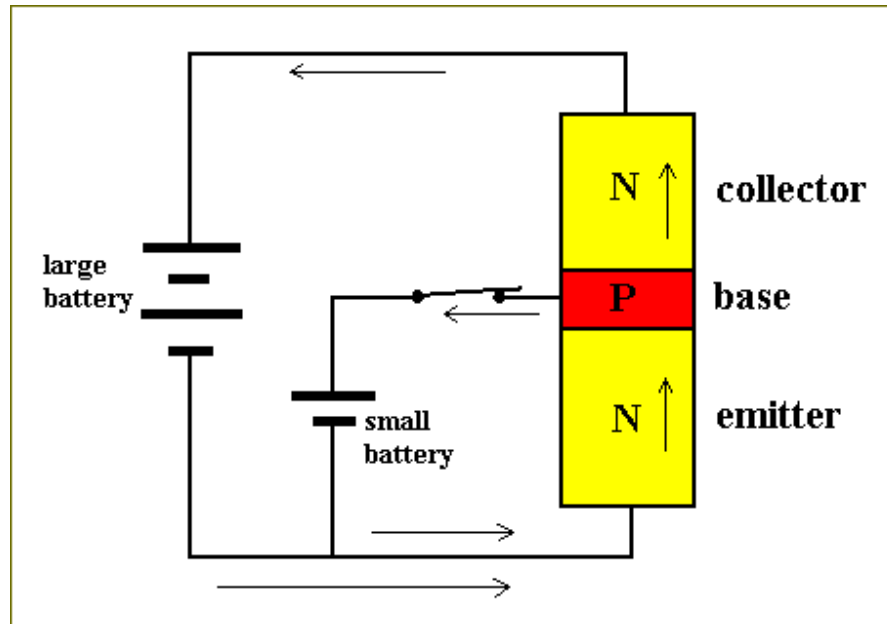 N
collector
large
battery
P
base
small
battery
N
emitter